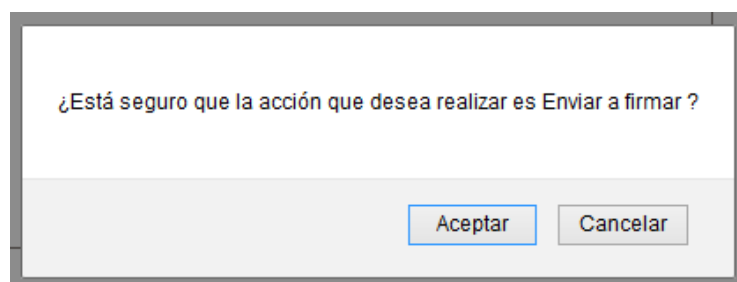 ¿Está seguro que la acción que desea realizar es Enviar a firmar ?
Aceptar Cancelar